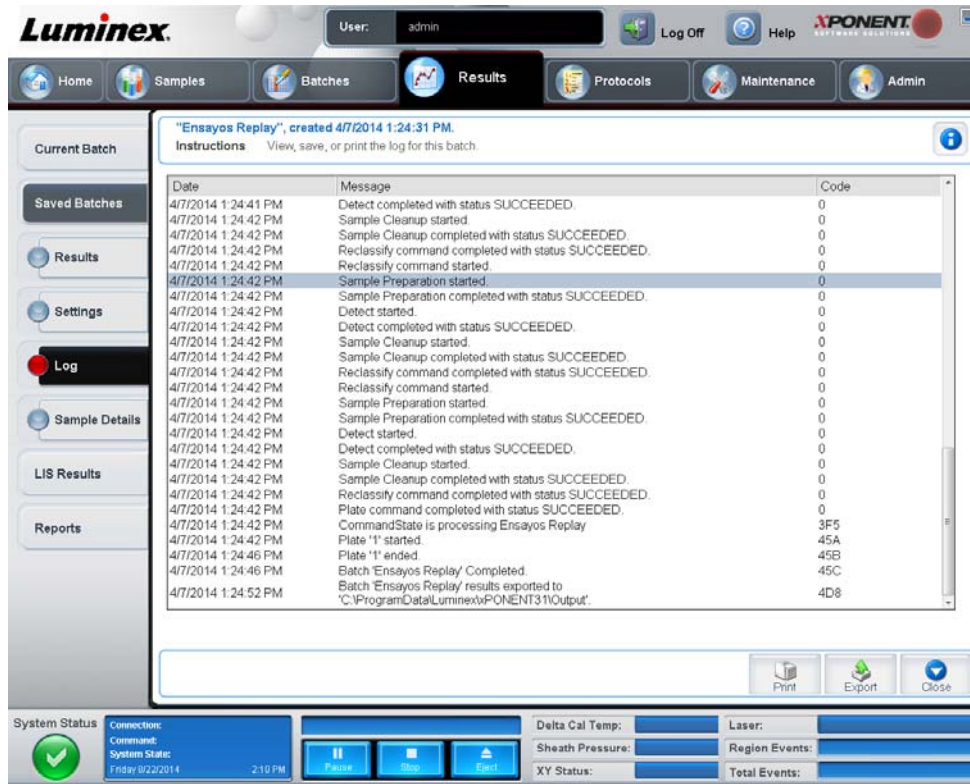 Luminex.
User: admin
Log Off
Help
XPONENT.
SOFTWARE SOLUTIONS
Home
Samples
Batches
Results
Protocols
Maintenance
Admin
Current Batch
Saved Batches
Results
Settings
Log
Sample Details
LIS Results
Reports
"Ensayos Replay", created 4/7/2014 1:24:31 PM.
Instructions View, save, or print the log for this batch.
Date Message Code
4/7/2014 1:24:41 PM Detect completed with status SUCCEEDED. 0
4/7/2014 1:24:42 PM Sample Cleanup started. 0
4/7/2014 1:24:42 PM Sample Cleanup completed with status SUCCEEDED. 0
4/7/2014 1:24:42 PM Reclassify command completed with status SUCCEEDED. 0
4/7/2014 1:24:42 PM Reclassify command started. 0
4/7/2014 1:24:42 PM Sample Preparation started. 0
4/7/2014 1:24:42 PM Sample Preparation completed with status SUCCEEDED. 0
4/7/2014 1:24:42 PM Detect started. 0
4/7/2014 1:24:42 PM Detect completed with status SUCCEEDED. 0
4/7/2014 1:24:42 PM Sample Cleanup started. 0
4/7/2014 1:24:42 PM Sample Cleanup completed with status SUCCEEDED. 0
4/7/2014 1:24:42 PM Reclassify command completed with status SUCCEEDED. 0
4/7/2014 1:24:42 PM Reclassify command started. 0
4/7/2014 1:24:42 PM Sample Preparation started. 0
4/7/2014 1:24:42 PM Sample Preparation completed with status SUCCEEDED. 0
4/7/2014 1:24:42 PM Detect started. 0
4/7/2014 1:24:42 PM Detect completed with status SUCCEEDED. 0
4/7/2014 1:24:42 PM Sample Cleanup started. 0
4/7/2014 1:24:42 PM Sample Cleanup completed with status SUCCEEDED. 0
4/7/2014 1:24:42 PM Reclassify command completed with status SUCCEEDED. 0
4/7/2014 1:24:42 PM Plate command completed with status SUCCEEDED. 0
4/7/2014 1:24:42 PM CommandState is processing Ensayos Replay 3F5
4/7/2014 1:24:42 PM Plate '1' started. 45A
4/7/2014 1:24:46 PM Plate '1' ended. 45B
4/7/2014 1:24:46 PM Batch 'Ensayos Replay' Completed. 45C
4/7/2014 1:24:52 PM Batch 'Ensayos Replay' results exported to 4D8
'C:\ProgramData\Luminex\xPONENT31\Output'.
Print
Export
Close
System Status
Connection:
Command:
System State:
Friday 8/22/2014 2:10 PM
Pause
Stop
Eject
Delta Cal Temp:
Sheath Pressure:
XY Status:
Laser:
Region Events:
Total Events: